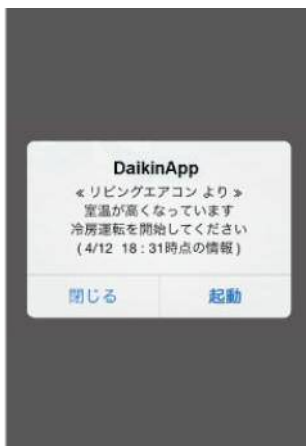 DaikinApp
≪ リビングエアコン より ≫
室温が高くなっています
冷房運転を開始してください
( 4/12 18 : 31時点の情報 )
閉じる
起動